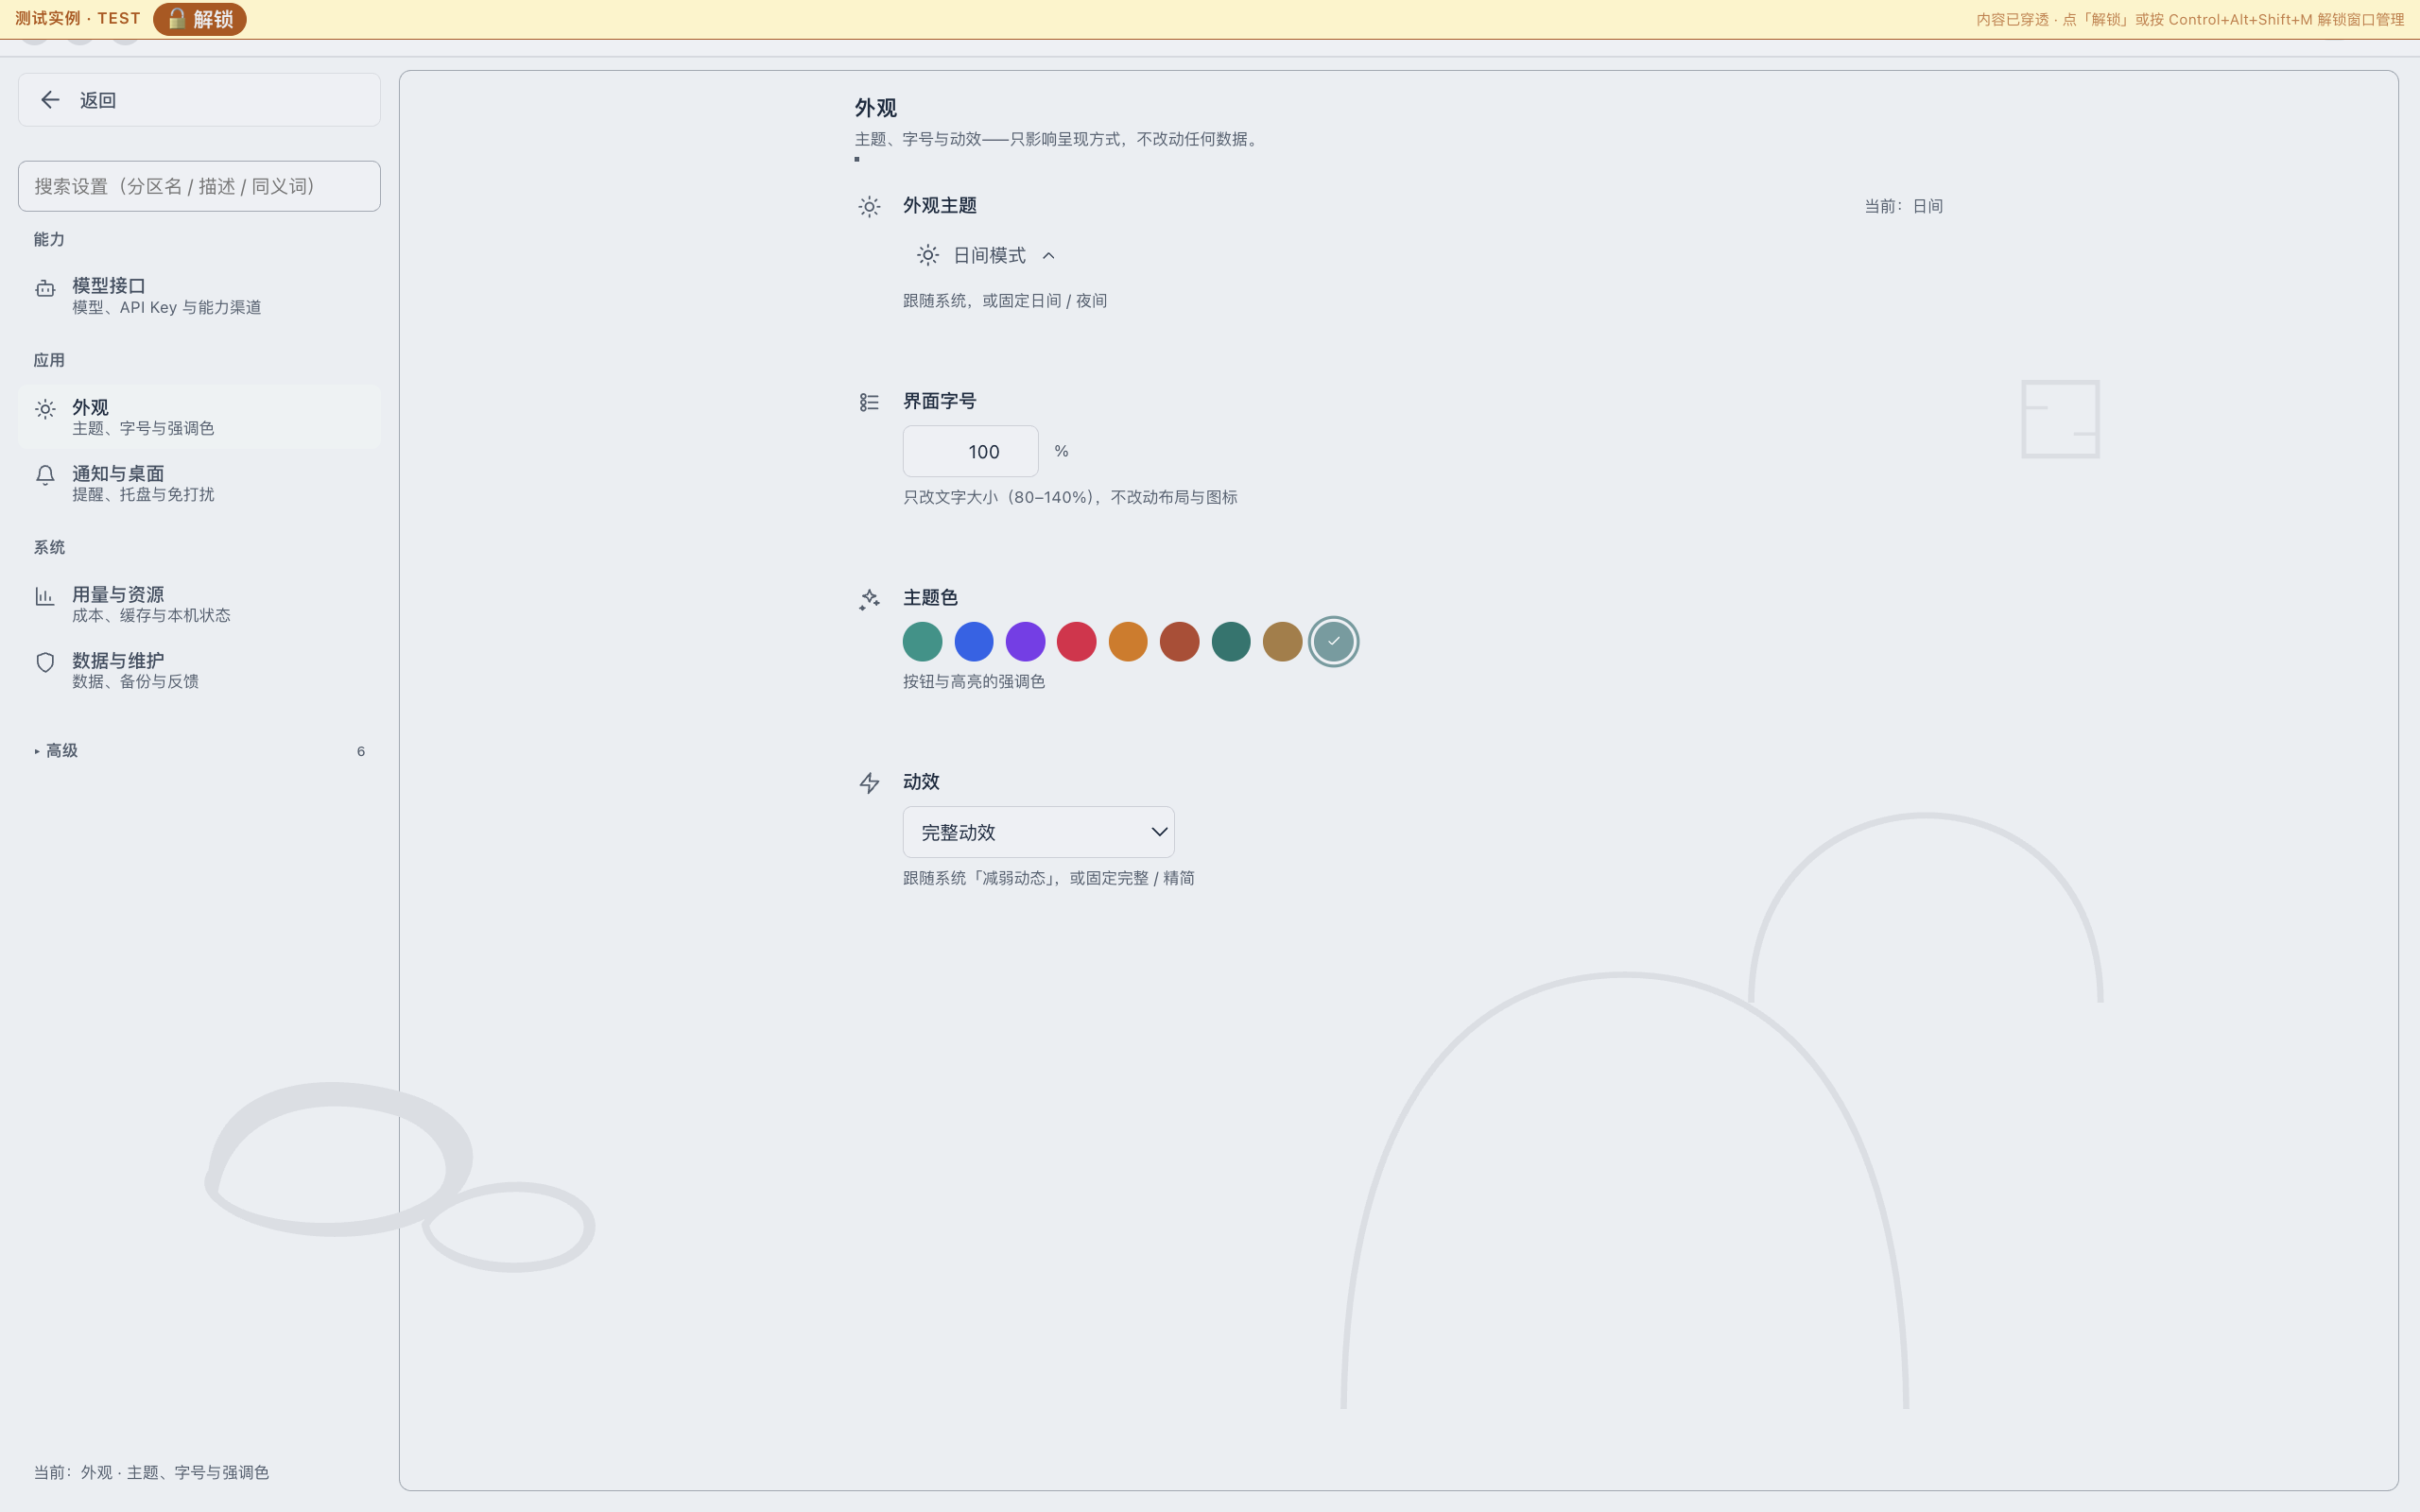 测试实例 · TEST 🔓 解锁 内容已穿透 · 点「解锁」或按 Control+Alt+Shift+M 解锁窗口管理
返回
搜索设置（分区名 / 描述 / 同义词）
能力
模型接口
模型、API Key 与能力渠道
应用
外观
主题、字号与强调色
通知与桌面
提醒、托盘与免打扰
系统
用量与资源
成本、缓存与本机状态
数据与维护
数据、备份与反馈
高级 6
当前：外观 · 主题、字号与强调色
外观
主题、字号与动效——只影响呈现方式，不改动任何数据。
外观主题 当前：日间
日间模式
跟随系统，或固定日间 / 夜间
界面字号
100 %
只改文字大小（80–140%），不改动布局与图标
主题色
按钮与高亮的强调色
动效
完整动效
跟随系统「减弱动态」，或固定完整 / 精简